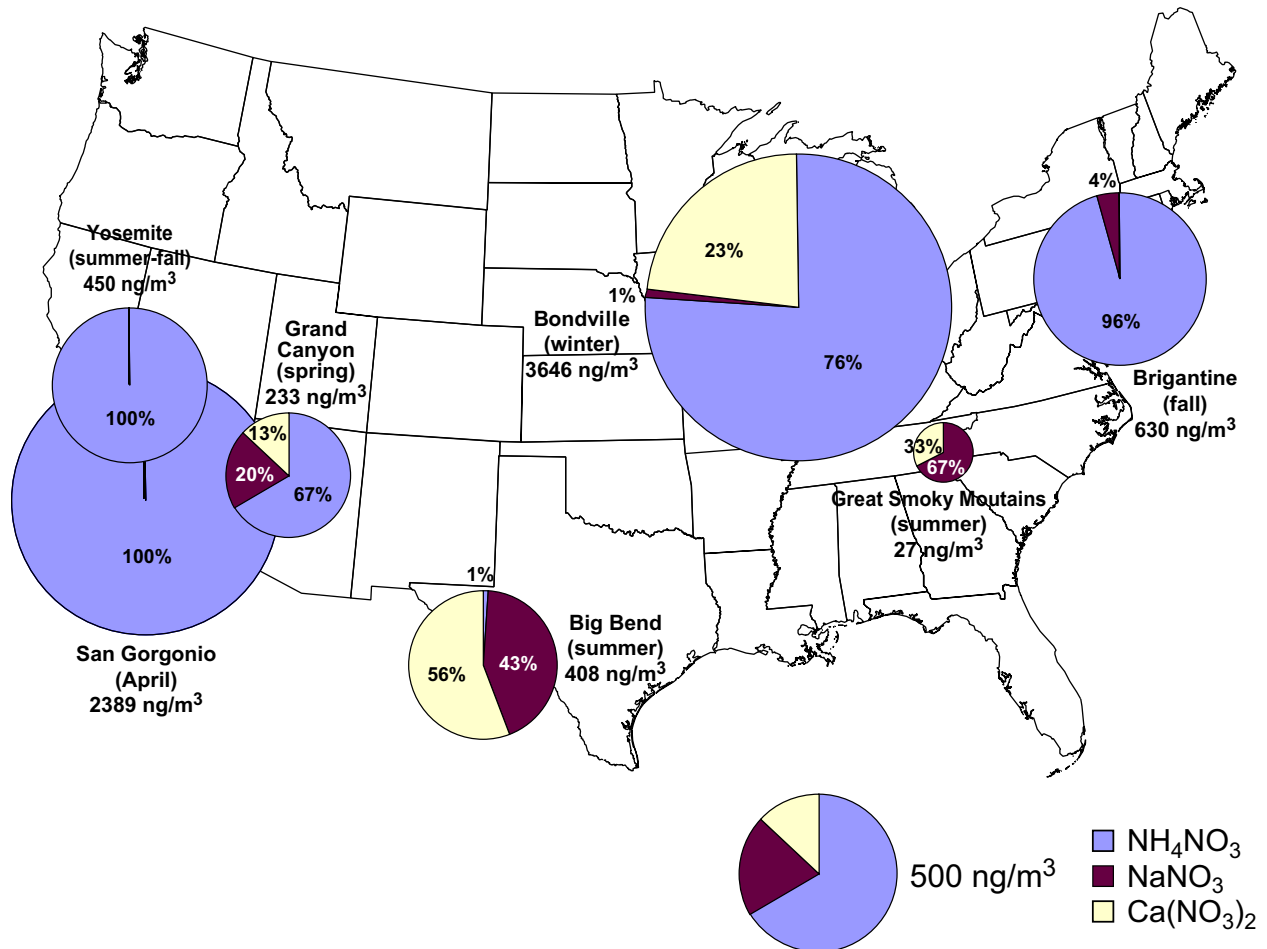 Yosemite
(summer-fall)
450 ng/m³
100%
Grand
Canyon
(spring)
233 ng/m³
13%
20%
67%
100%
San Gorgonio
(April)
2389 ng/m³
23%
1%
76%
Bondville
(winter)
3646 ng/m³
4%
96%
Brigantine
(fall)
630 ng/m³
33%
67%
Great Smoky Moutains
(summer)
27 ng/m³
1%
56%
43%
Big Bend
(summer)
408 ng/m³
500 ng/m³
NH₄NO₃
NaNO₃
Ca(NO₃)₂